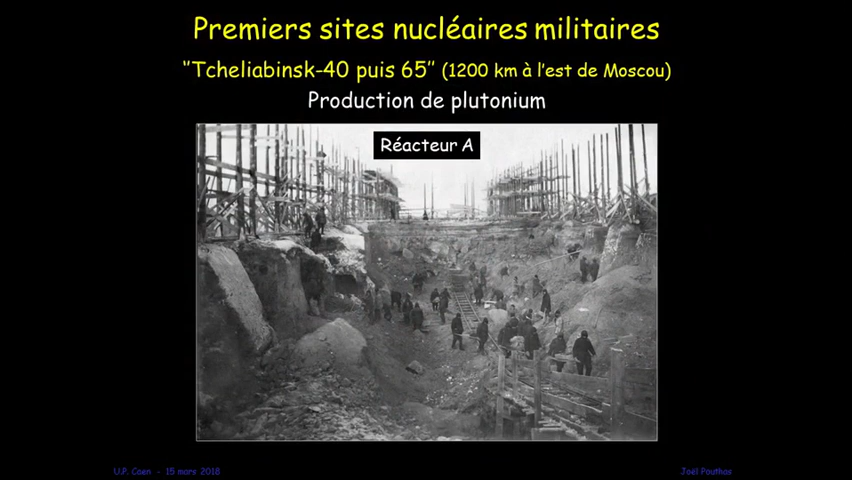 Premiers sites nucléaires militaires
"Tcheliabinsk-40 puis 65" (1200 km à l'est de Moscou)
Production de plutonium
Réacteur A
U.P. Caen - 15 mars 2018
Joël Pouthas